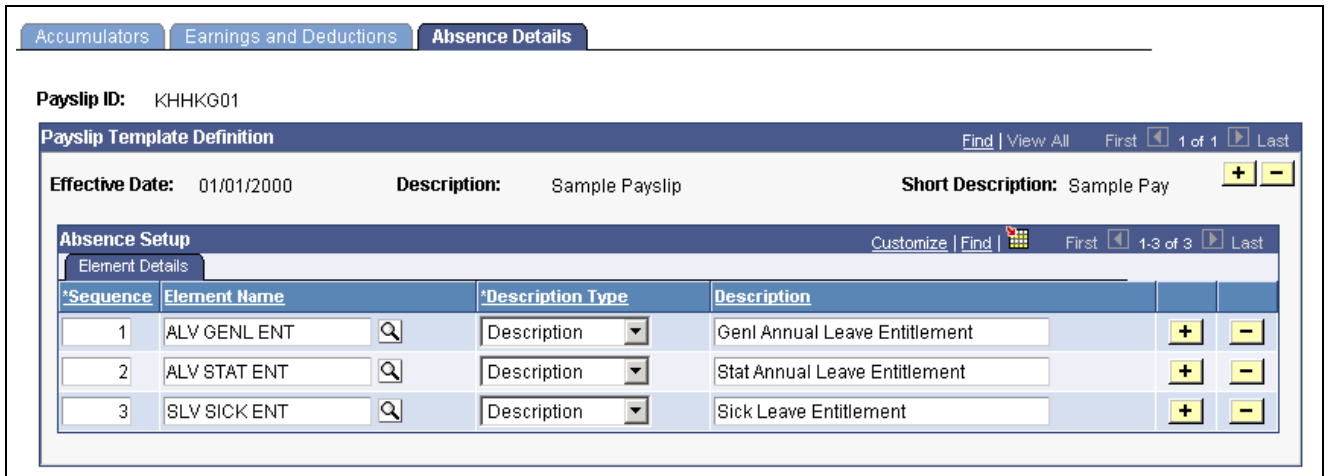 Accumulators Earnings and Deductions Absence Details
Payslip ID: KHHKG01
Payslip Template Definition Find | View All First 1 of 1 Last
Effective Date: 01/01/2000 Description: Sample Payslip Short Description: Sample Pay + -
Absence Setup Customize | Find | First 1-3 of 3 Last
Element Details
*Sequence Element Name *Description Type Description
1 ALV GENL ENT Description Genl Annual Leave Entitlement + -
2 ALV STAT ENT Description Stat Annual Leave Entitlement + -
3 SLV SICK ENT Description Sick Leave Entitlement + -